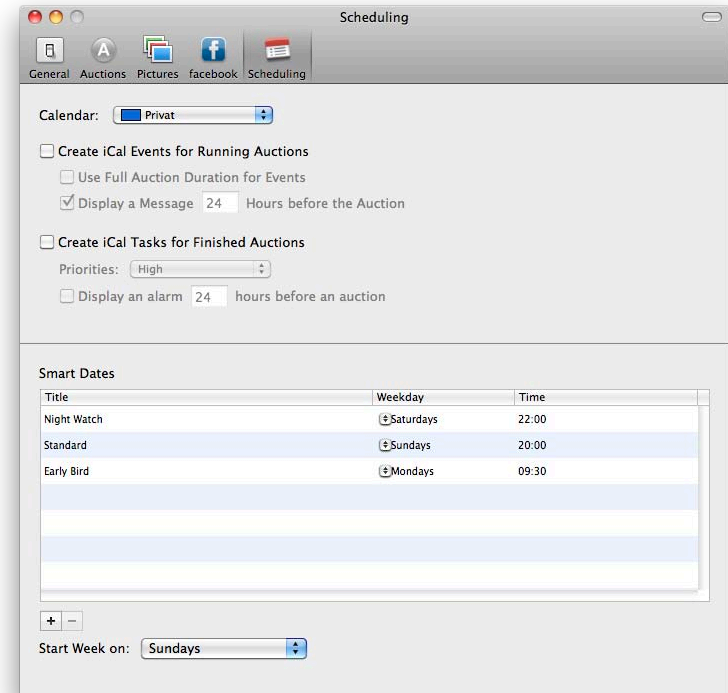 Scheduling
General Auctions Pictures facebook Scheduling
Calendar: Privat
Create iCal Events for Running Auctions
Use Full Auction Duration for Events
Display a Message 24 Hours before the Auction
Create iCal Tasks for Finished Auctions
Priorities: High
Display an alarm 24 hours before an auction
Smart Dates
Title Weekday Time
Night Watch Saturdays 22:00
Standard Sundays 20:00
Early Bird Mondays 09:30
Start Week on: Sundays